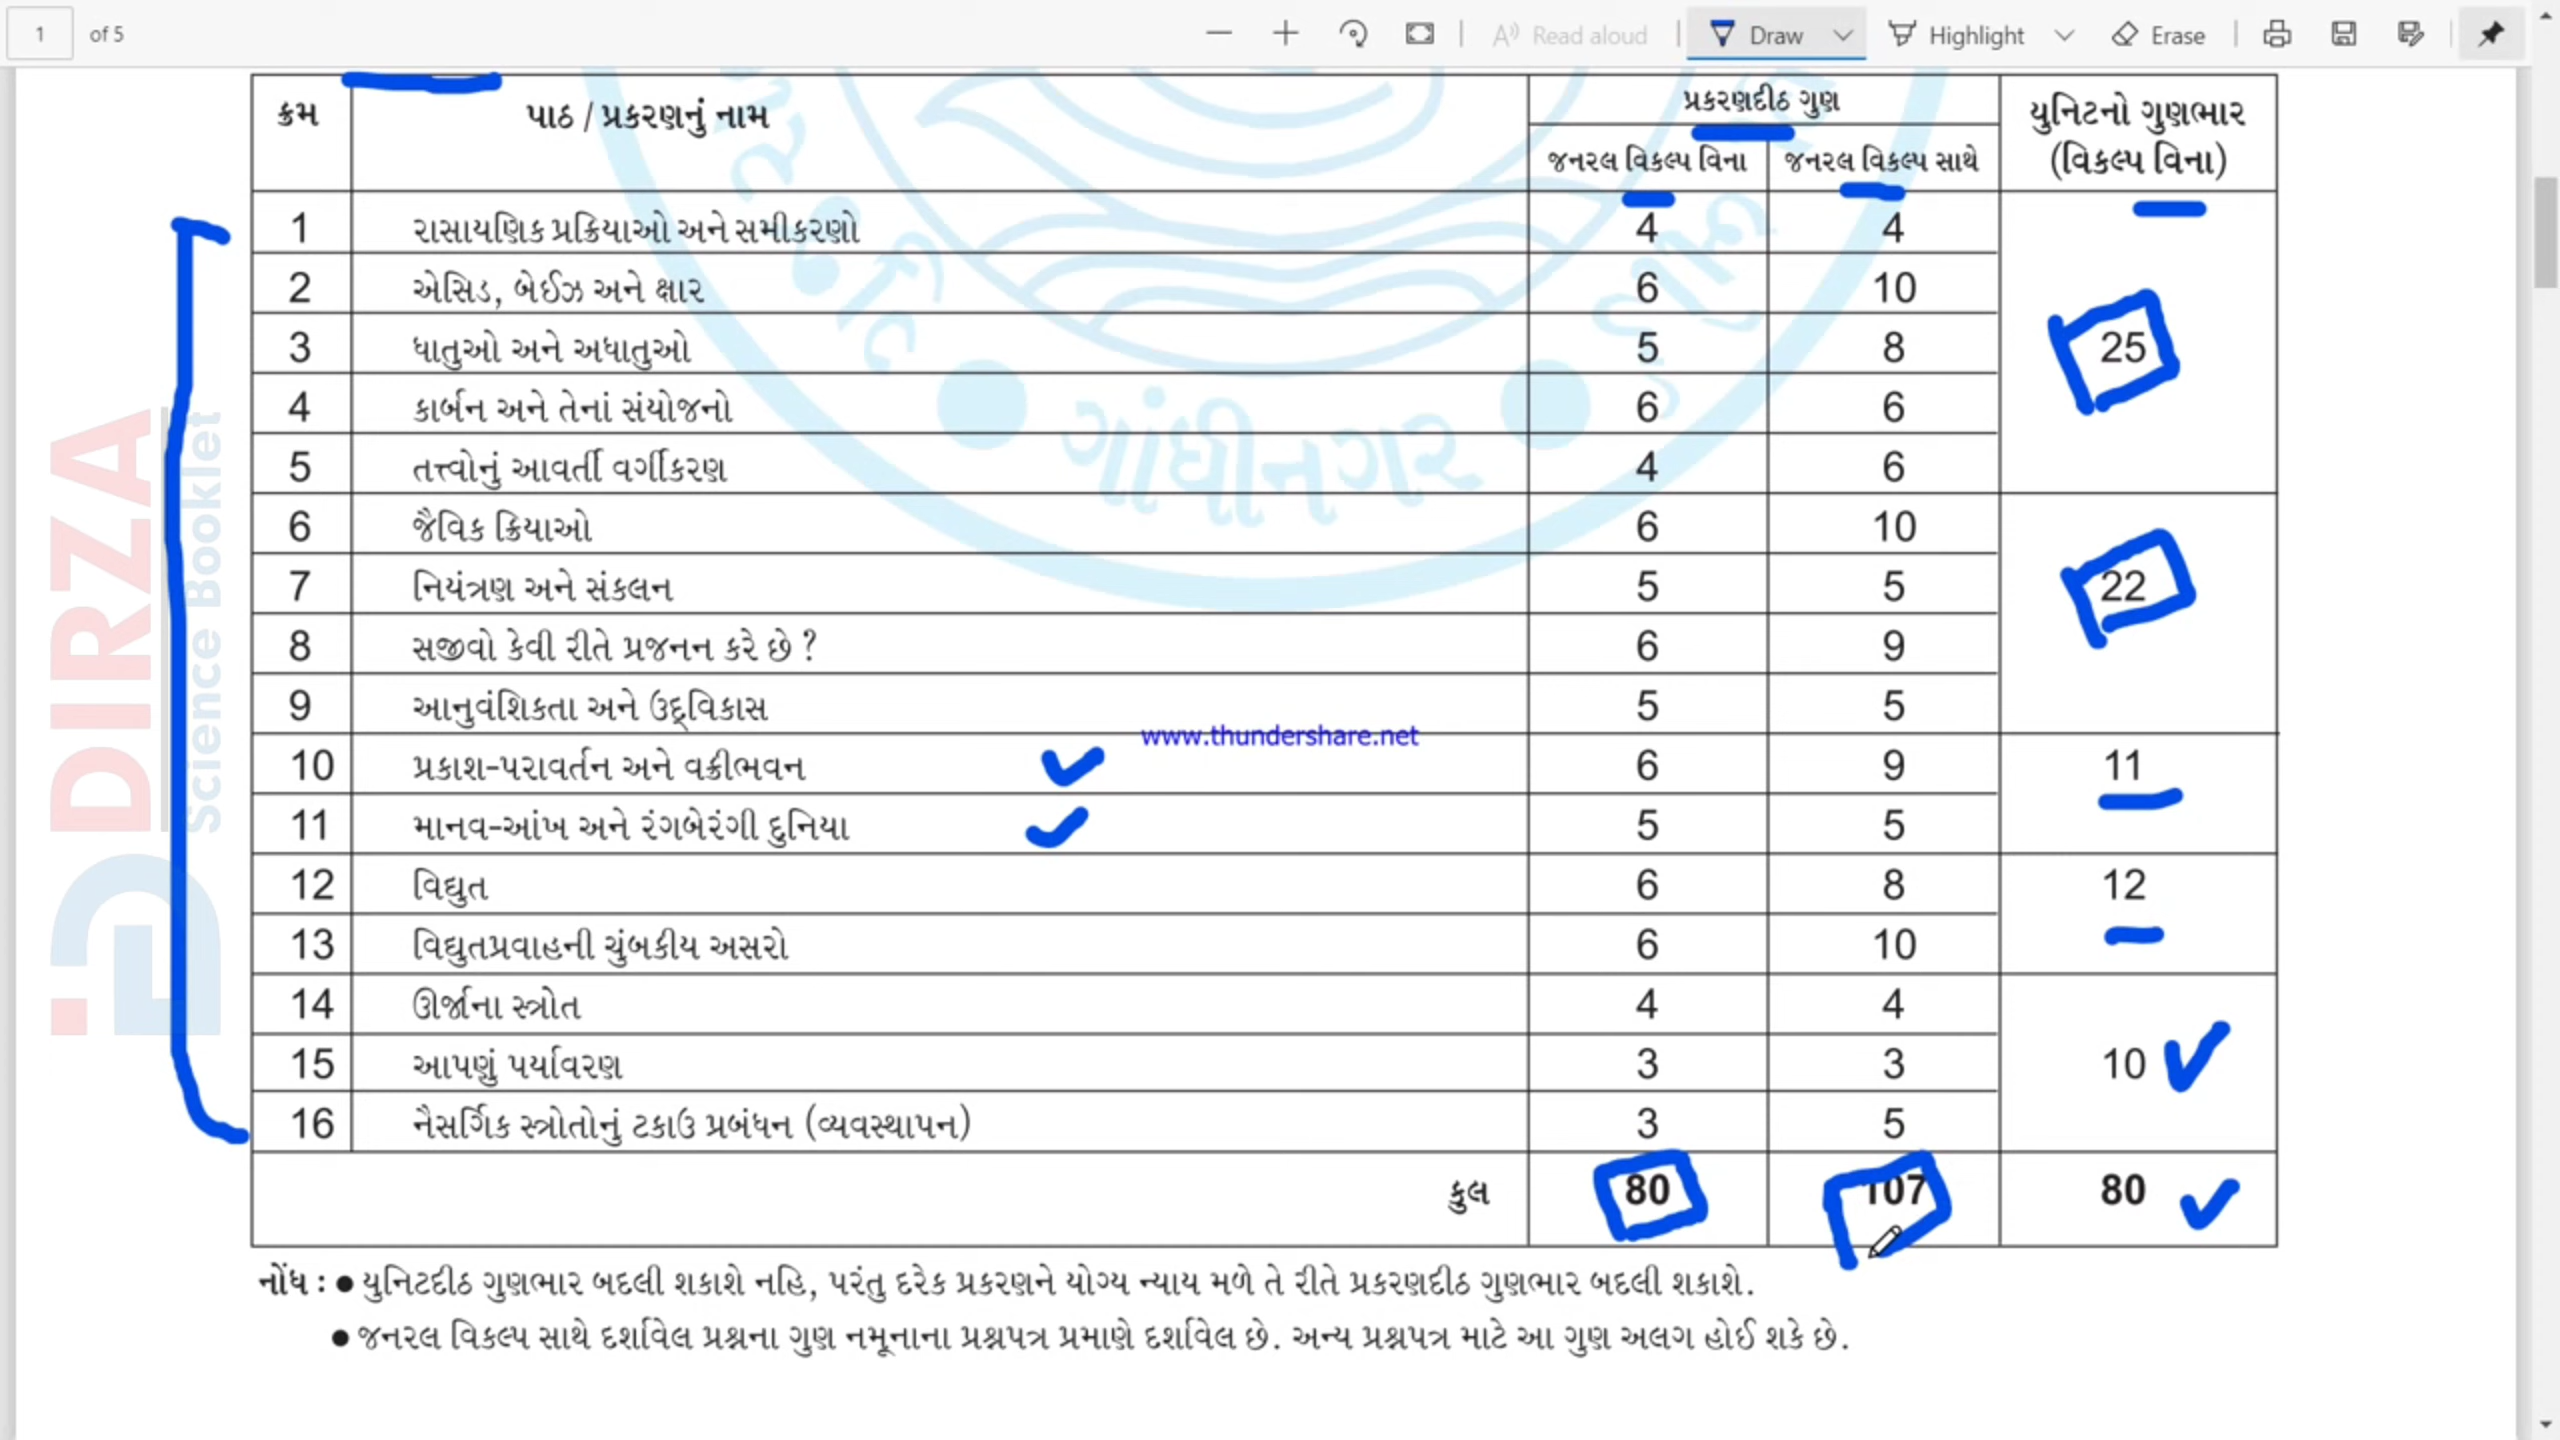 1 of 5 Read aloud Draw Highlight Erase
ક્રમ પાઠ / પ્રકરણનું નામ પ્રકરણદીઠ ગુણ યુનિટનો ગુણભાર (વિકલ્પ વિના)
જનરલ વિકલ્પ વિના જનરલ વિકલ્પ સાથે
1 રાસાયણિક પ્રક્રિયાઓ અને સમીકરણો 4 4
2 એસિડ, બેઈઝ અને ક્ષાર 6 10
3 ધાતુઓ અને અધાતુઓ 5 8 25
4 કાર્બન અને તેનાં સંયોજનો 6 6
5 તત્ત્વોનું આવર્તી વર્ગીકરણ 4 6
6 જૈવિક ક્રિયાઓ 6 10
7 નિયંત્રણ અને સંકલન 5 5 22
8 સજીવો કેવી રીતે પ્રજનન કરે છે ? 6 9
9 આનુવંશિકતા અને ઉદ્દવિકાસ 5 5
www.thundershare.net
10 પ્રકાશ-પરાવર્તન અને વક્રીભવન 6 9 11
11 માનવ-આંખ અને રંગબેરંગી દુનિયા 5 5
12 વિદ્યુત 6 8 12
13 વિદ્યુતપ્રવાહની ચુંબકીય અસરો 6 10
14 ઊર્જાના સ્ત્રોત 4 4
15 આપણું પર્યાવરણ 3 3 10
16 નૈસર્ગિક સ્ત્રોતોનું ટકાઉ પ્રબંધન (વ્યવસ્થાપન) 3 5
કુલ 80 107 80
નોંધ : ● યુનિટદીઠ ગુણભાર બદલી શકાશે નહિ, પરંતુ દરેક પ્રકરણને યોગ્ય ન્યાય મળે તે રીતે પ્રકરણદીઠ ગુણભાર બદલી શકાશે.
● જનરલ વિકલ્પ સાથે દર્શાવેલ પ્રશ્નના ગુણ નમૂનાના પ્રશ્નપત્ર પ્રમાણે દર્શાવેલ છે. અન્ય પ્રશ્નપત્ર માટે આ ગુણ અલગ હોઈ શકે છે.
DIRZA
Science Booklet
ગાંધીનગર